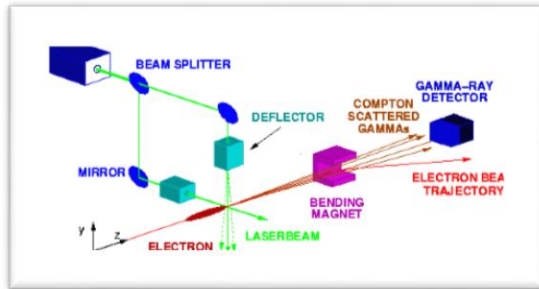 BEAM SPLITTER
GAMMA-RAY
DETECTOR
COMPTON
SCATTERED
GAMMAs
DEFLECTOR
MIRROR
ELECTRON BEA
TRAJECTORY
BENDING
MAGNET
LASERBEAM
ELECTRON
y
z